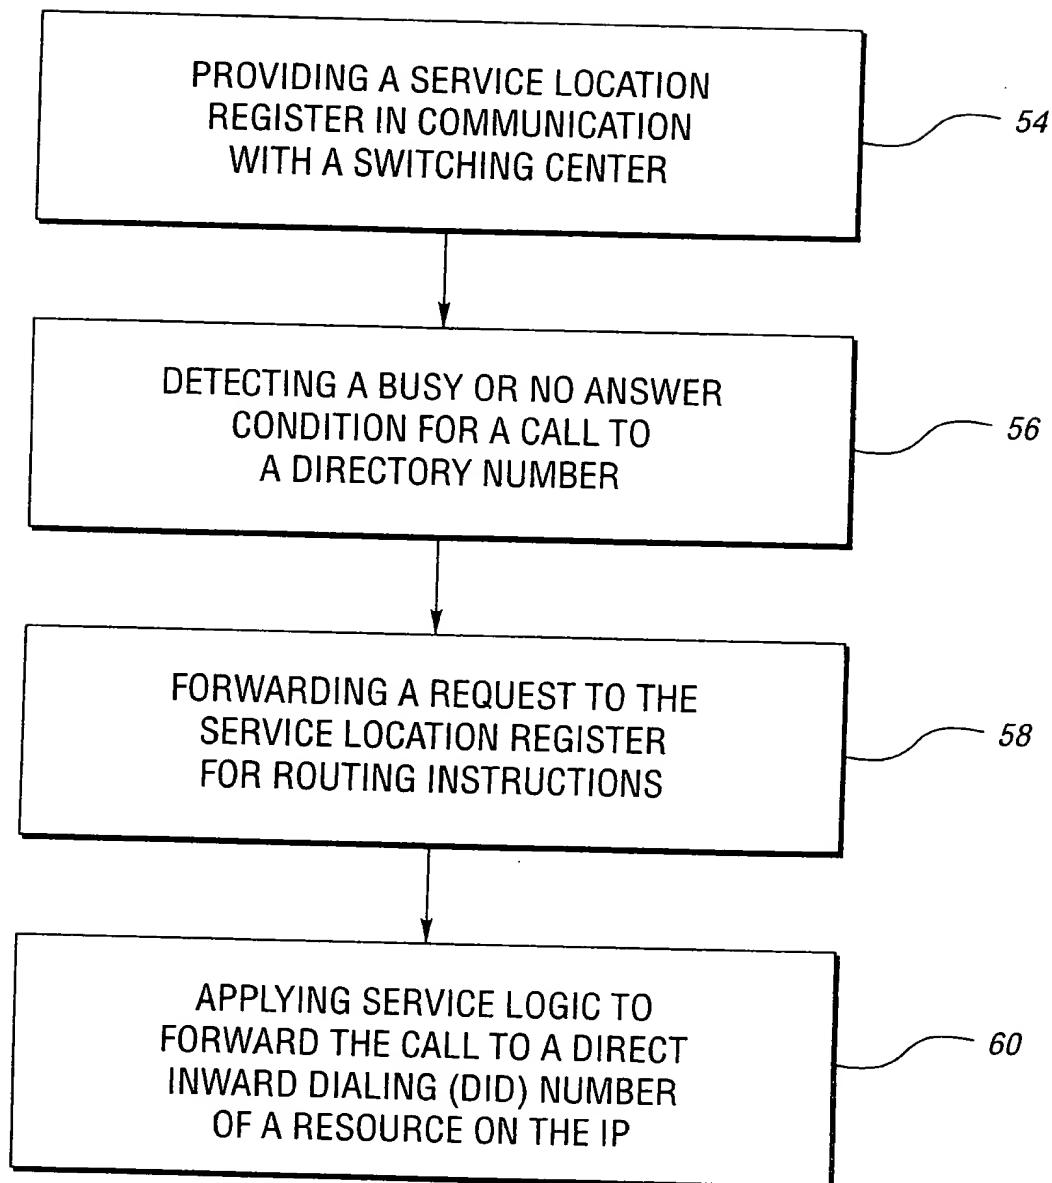 PROVIDING A SERVICE LOCATION
REGISTER IN COMMUNICATION
WITH A SWITCHING CENTER
54
DETECTING A BUSY OR NO ANSWER
CONDITION FOR A CALL TO
A DIRECTORY NUMBER
56
FORWARDING A REQUEST TO THE
SERVICE LOCATION REGISTER
FOR ROUTING INSTRUCTIONS
58
APPLYING SERVICE LOGIC TO
FORWARD THE CALL TO A DIRECT
INWARD DIALING (DID) NUMBER
OF A RESOURCE ON THE IP
60